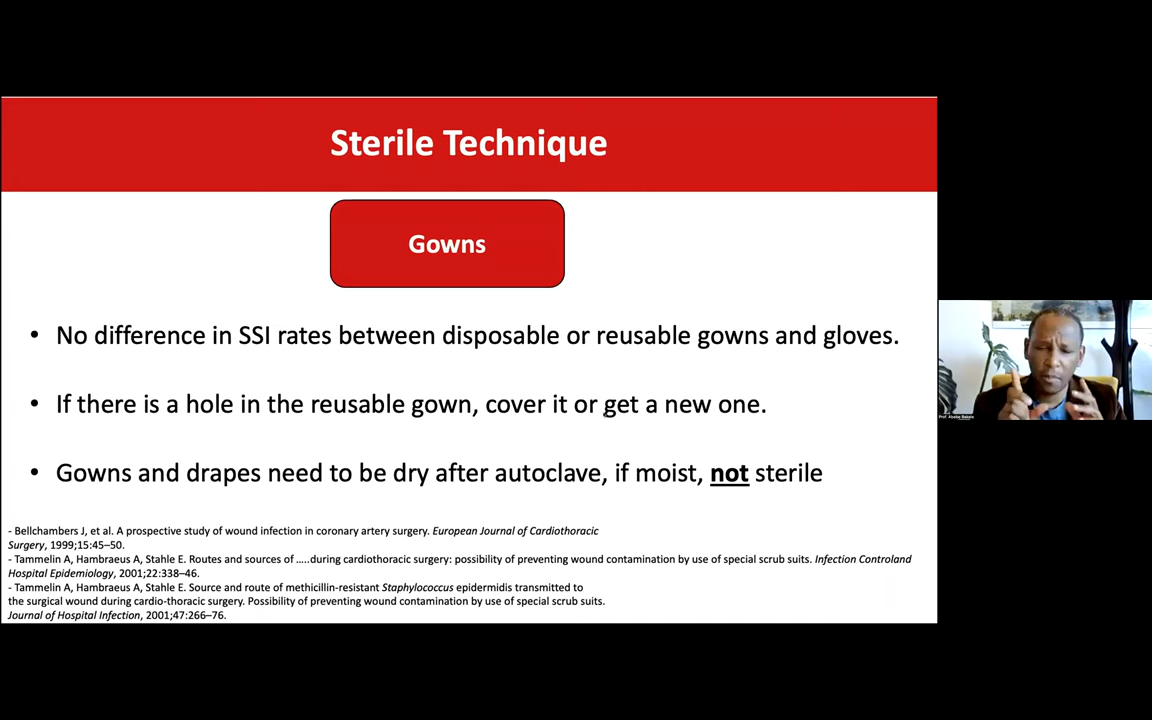 Sterile Technique
Gowns
• No difference in SSI rates between disposable or reusable gowns and gloves.
• If there is a hole in the reusable gown, cover it or get a new one.
• Gowns and drapes need to be dry after autoclave, if moist, not sterile
- Bellchambers J, et al. A prospective study of wound infection in coronary artery surgery. European Journal of Cardiothoracic
Surgery, 1999;15:45–50.
- Tammelin A, Hambraeus A, Stahle E. Routes and sources of …..during cardiothoracic surgery: possibility of preventing wound contamination by use of special scrub suits. Infection Controland
Hospital Epidemiology, 2001;22:338–46.
- Tammelin A, Hambraeus A, Stahle E. Source and route of methicillin-resistant Staphylococcus epidermidis transmitted to
the surgical wound during cardio-thoracic surgery. Possibility of preventing wound contamination by use of special scrub suits.
Journal of Hospital Infection, 2001;47:266–76.
Prof. Abebe Bekele